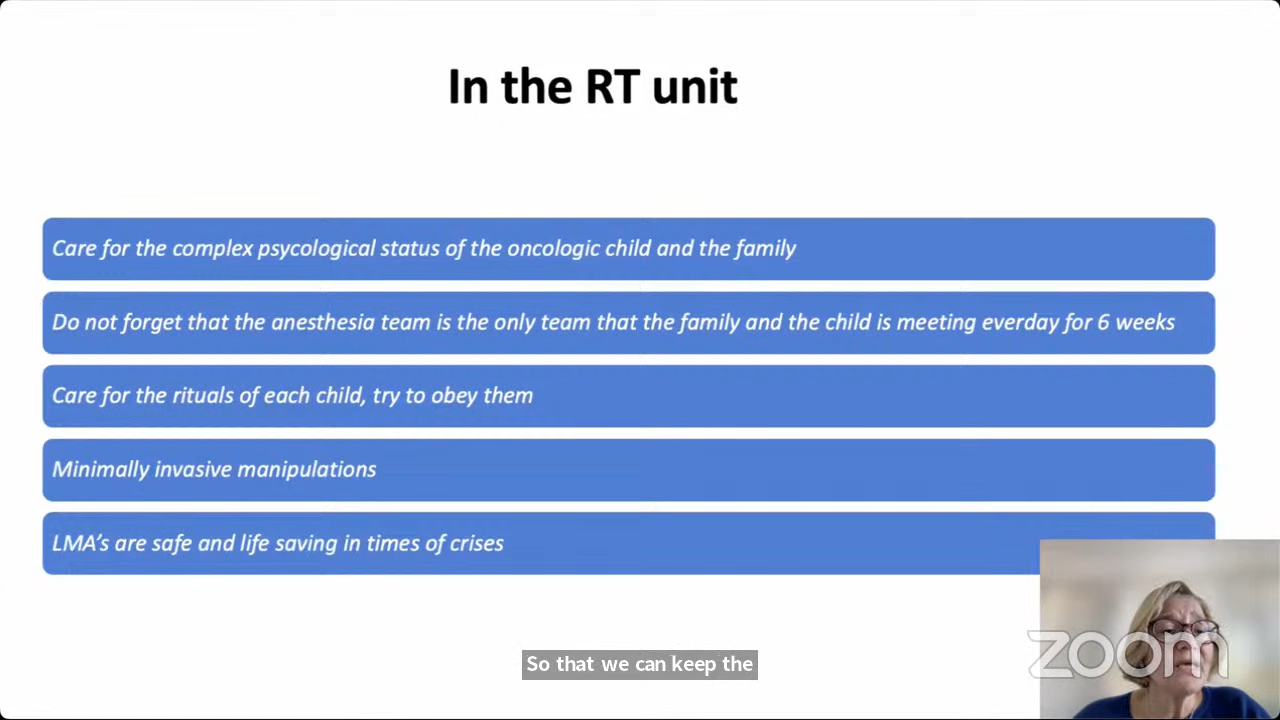 In the RT unit
Care for the complex psycological status of the oncologic child and the family
Do not forget that the anesthesia team is the only team that the family and the child is meeting everday for 6 weeks
Care for the rituals of each child, try to obey them
Minimally invasive manipulations
LMA's are safe and life saving in times of crises
So that we can keep the
zoom